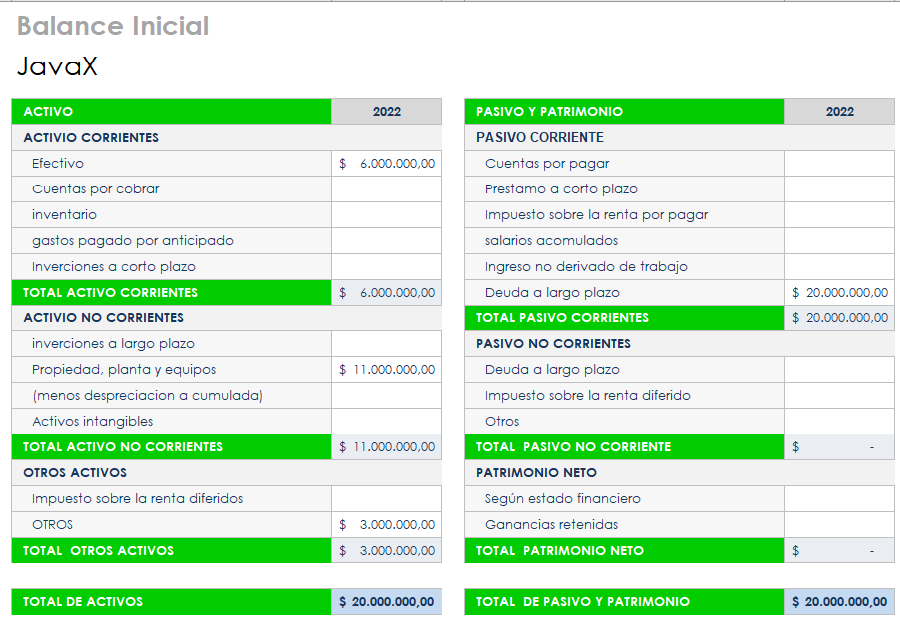 Balance Inicial
JavaX
ACTIVO 2022
ACTIVIO CORRIENTES
Efectivo $ 6.000.000,00
Cuentas por cobrar
inventario
gastos pagado por anticipado
Inverciones a corto plazo
TOTAL ACTIVO CORRIENTES $ 6.000.000,00
ACTIVO NO CORRIENTES
inverciones a largo plazo
Propiedad, planta y equipos $ 11.000.000,00
(menos despreciacion a cumulada)
Activos intangibles
TOTAL ACTIVO NO CORRIENTES $ 11.000.000,00
OTROS ACTIVOS
Impuesto sobre la renta diferidos
OTROS $ 3.000.000,00
TOTAL OTROS ACTIVOS $ 3.000.000,00
TOTAL DE ACTIVOS $ 20.000.000,00
PASIVO Y PATRIMONIO 2022
PASIVO CORRIENTE
Cuentas por pagar
Prestamo a corto plazo
Impuesto sobre la renta por pagar
salarios acomulados
Ingreso no derivado de trabajo
Deuda a largo plazo $ 20.000.000,00
TOTAL PASIVO CORRIENTES $ 20.000.000,00
PASIVO NO CORRIENTES
Deuda a largo plazo
Impuesto sobre la renta diferido
Otros
TOTAL PASIVO NO CORRIENTE $ -
PATRIMONIO NETO
Según estado financiero
Ganancias retenidas
TOTAL PATRIMONIO NETO $ -
TOTAL DE PASIVO Y PATRIMONIO $ 20.000.000,00